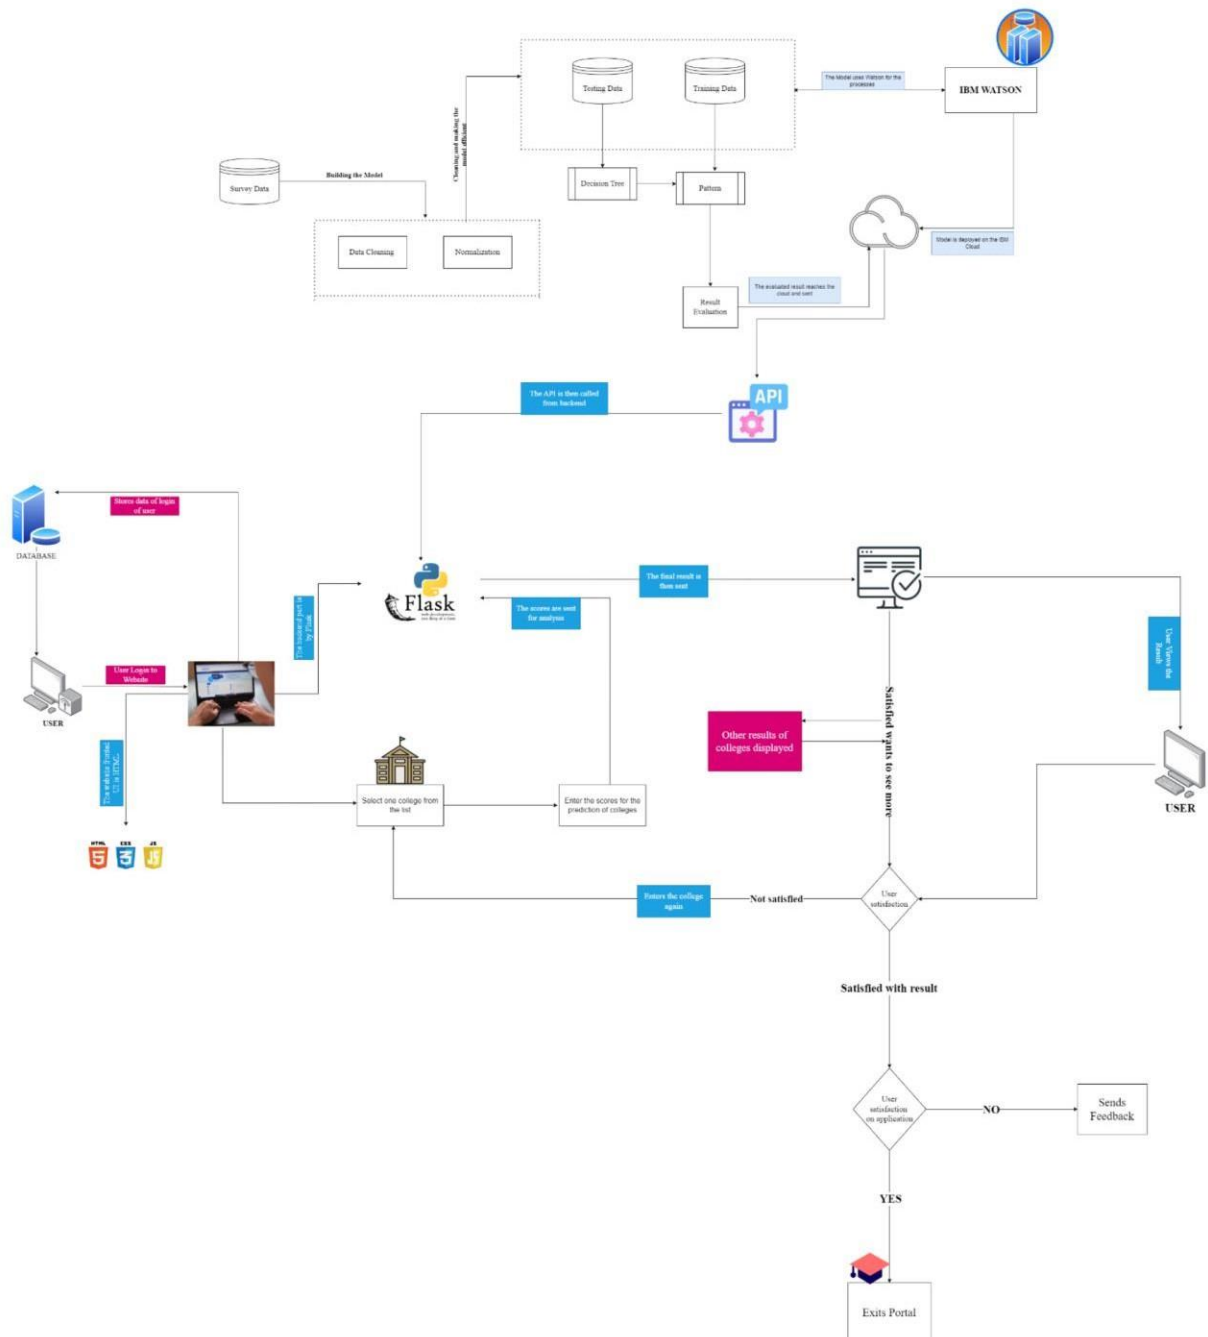 Testing Data
Training Data
The Model uses Watson for the
processes
IBM WATSON
Cleaning and making the
model efficient
Survey Data
Building the Model
Decision Tree
Pattern
Data Cleaning
Normalization
Model is deployed on the IBM
Cloud
The evaluated result reaches the
cloud and sent
Result
Evaluation
The API is then called
from backend
API
Stores data of login
of user
DATABASE
Flask
The final result is
then sent
The scores are sent
for analysis
The backend part is
by Flask
User Views the
Result
User Login to
Website
USER
Satisfied wants to see more
Other results of
colleges displayed
The website Portal
UI is HTML
Select one college from
the list
Enter the scores for the
prediction of colleges
USER
HTML
5
CSS
3
JS
JS
Enters the college
again
Not satisfied
User
satisfaction
Satisfied with result
User
satisfaction
on application
NO
Sends
Feedback
YES
Exits Portal